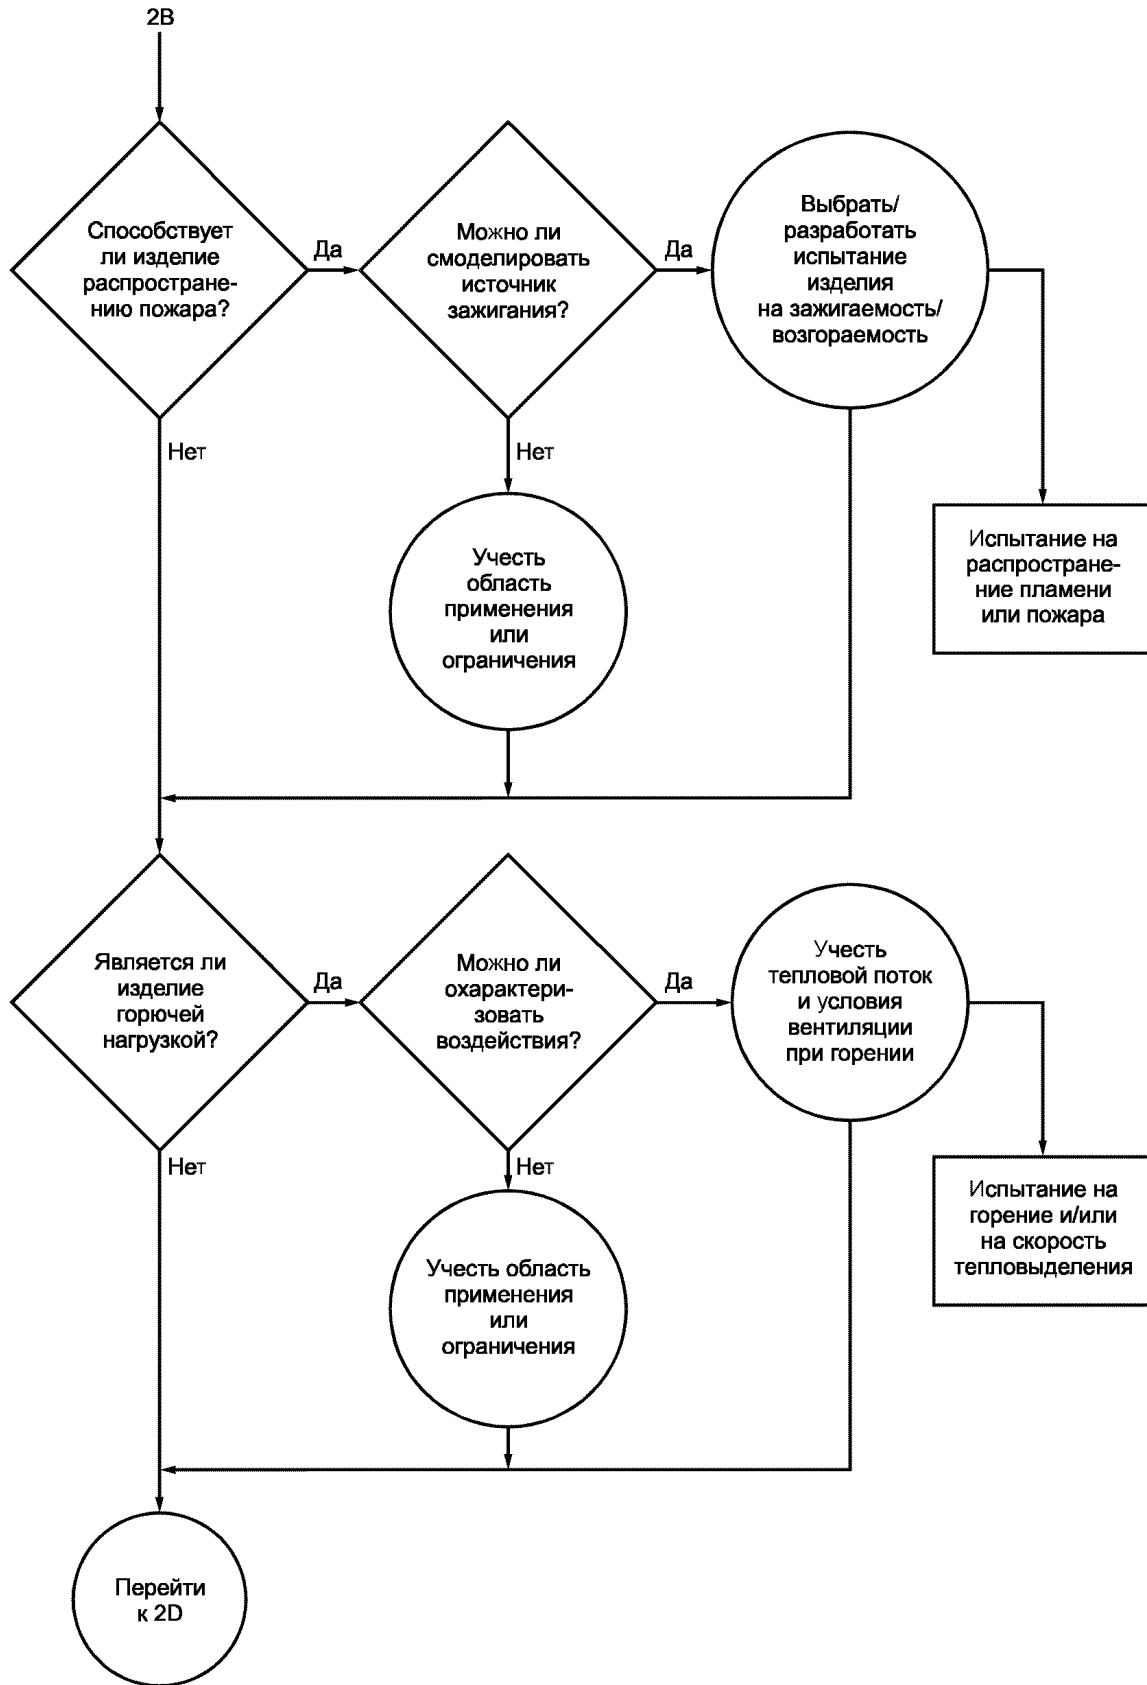 2B
Способствует
ли изделие
распростране-
нию пожара?
Да
Можно ли
смоделировать
источник
зажигания?
Да
Выбрать/
разработать
испытание
изделия
на зажигаемость/
возгораемость
Нет
Нет
Учесть
область
применения
или
ограничения
Испытание на
распростране-
ние пламени
или пожара
Является ли
изделие
горючей
нагрузкой?
Да
Можно ли
охарактери-
зовать
воздействия?
Да
Учесть
тепловой поток
и условия
вентиляции
при горении
Нет
Нет
Учесть область
применения
или
ограничения
Испытание на
горение и/или
на скорость
тепловыделения
Перейти
к 2D